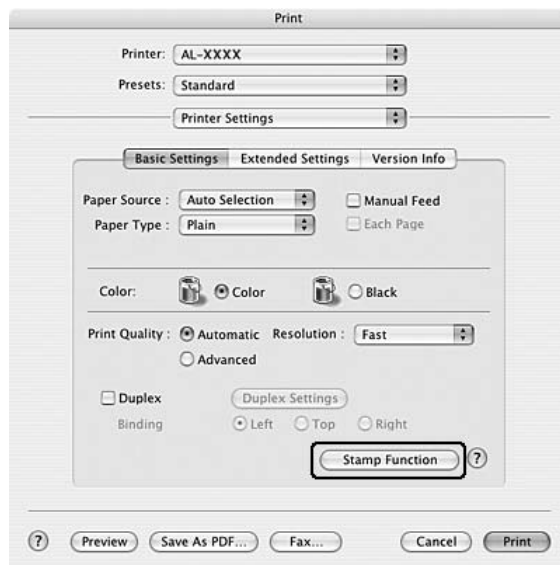 Print
Printer: AL-XXXX
Presets: Standard
Printer Settings
Basic Settings Extended Settings Version Info
Paper Source : Auto Selection Manual Feed
Paper Type : Plain Each Page
Color: Color Black
Print Quality : Automatic Resolution : Fast
Advanced
Duplex Duplex Settings
Binding Left Top Right
Stamp Function ?
? Preview Save As PDF... Fax... Cancel Print